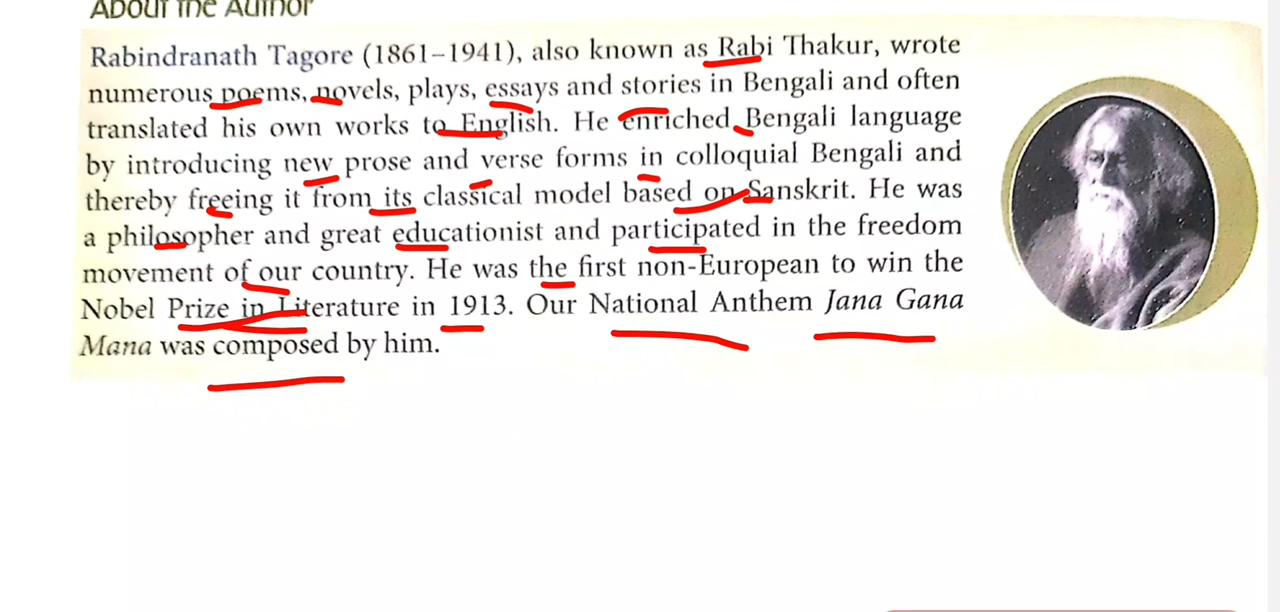 About the Author
Rabindranath Tagore (1861–1941), also known as Rabi Thakur, wrote
numerous poems, novels, plays, essays and stories in Bengali and often
translated his own works to English. He enriched Bengali language
by introducing new prose and verse forms in colloquial Bengali and
thereby freeing it from its classical model based on Sanskrit. He was
a philosopher and great educationist and participated in the freedom
movement of our country. He was the first non-European to win the
Nobel Prize in Literature in 1913. Our National Anthem Jana Gana
Mana was composed by him.